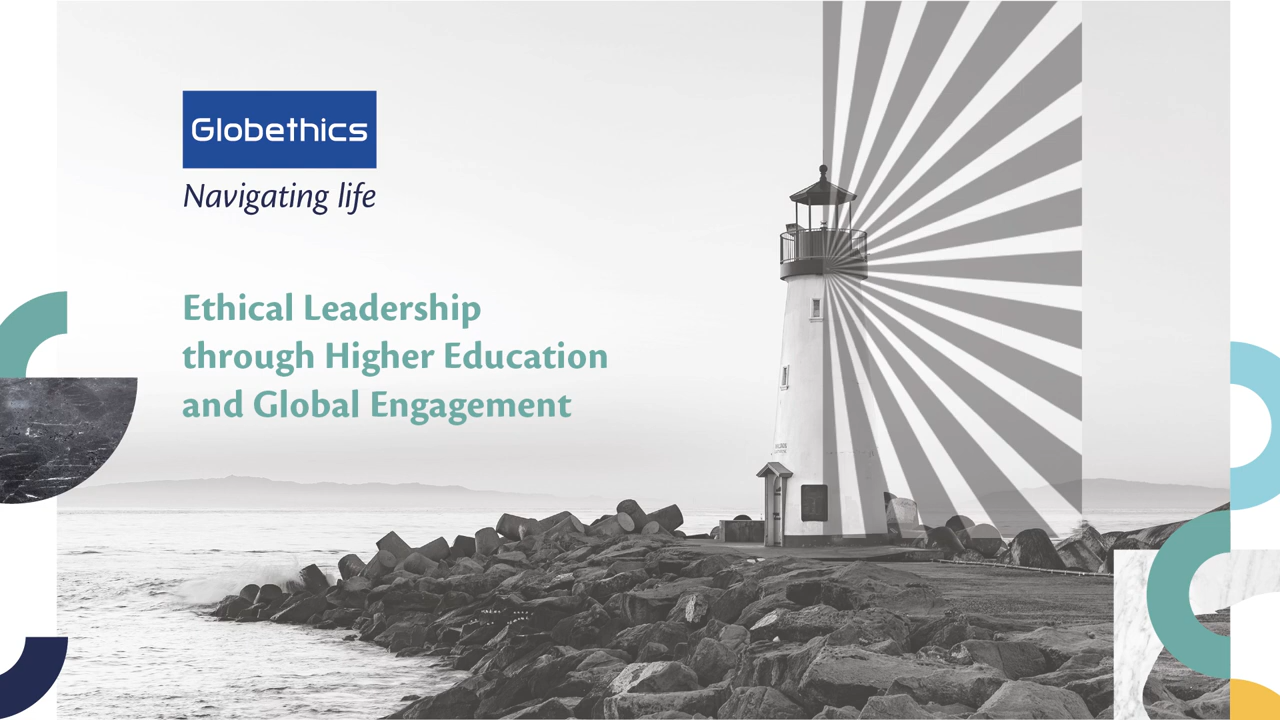 Globethics
Navigating life
Ethical Leadership
through Higher Education
and Global Engagement